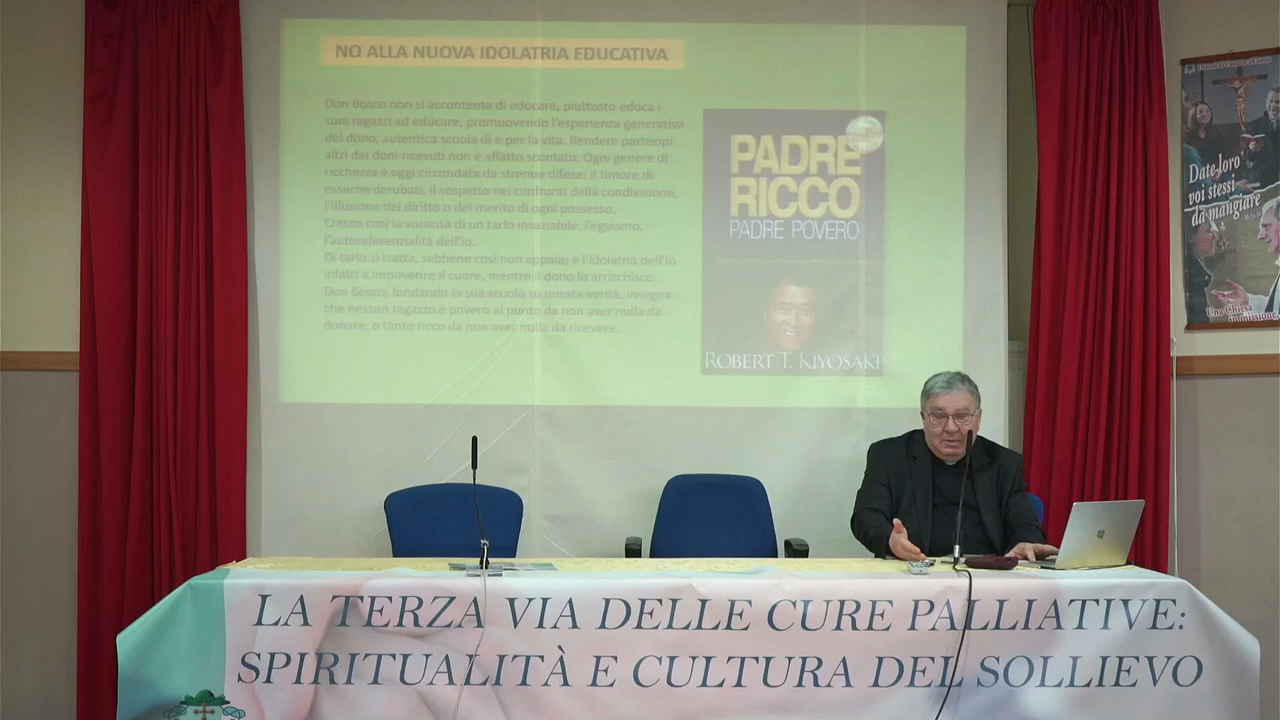 NO ALLA NUOVA IDOLATRIA EDUCATIVA
Don Bosco non si accontenta di educare, piuttosto educa i
suoi ragazzi ad educare, promuovendo l'esperienza generativa
del dono, autentica scuola di e per la vita. Rendere partecipi
altri dei doni ricevuti non è affatto scontato. Ogni genere di
ricchezza è oggi circondata da strenue difese: il timore di
esserne derubati, il sospetto nei confronti della condivisione,
l'illusione del diritto o del merito di ogni possesso.
Cresce così la voracità di un tarlo insaziabile, l'egoismo,
l'autoreferenzialità dell'io.
Di tarlo si tratta, sebbene così non appaia; è l'idolatria dell'io
infatti a impoverire il cuore, mentre il dono lo arricchisce.
Don Bosco, fondando la sua scuola su questa verità, insegna
che nessun ragazzo è povero al punto da non aver nulla da
donare, o tanto ricco da non aver nulla da ricevere.
PADRE
RICCO
PADRE POVERO
ROBERT T. KIYOSAKI
Date loro
voi stessi
da mangiare
Una Chiesa
in missione
LA TERZA VIA DELLE CURE PALLIATIVE:
SPIRITUALITÀ E CULTURA DEL SOLLIEVO